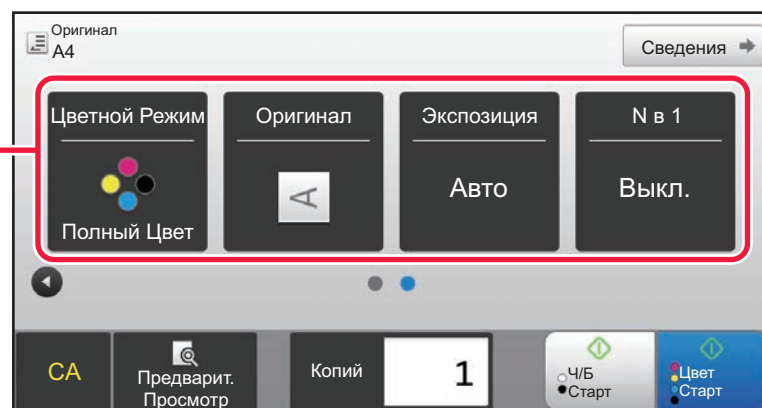 Оригинал
A4
Сведения
Цветной Режим
Оригинал
Экспозиция
N в 1
A
Авто
Выкл.
Полный Цвет
CA
Предварит.
Просмотр
Копий
1
Ч/Б
Старт
Цвет
Старт